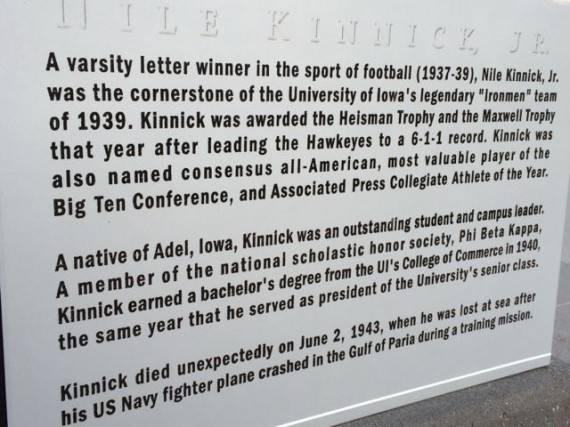 NILE KINNICK, JR.
A varsity letter winner in the sport of football (1937-39), Nile Kinnick, Jr.
was the cornerstone of the University of Iowa's legendary "Ironmen" team
of 1939. Kinnick was awarded the Heisman Trophy and the Maxwell Trophy
that year after leading the Hawkeyes to a 6-1-1 record. Kinnick was
also named consensus all-American, most valuable player of the
Big Ten Conference, and Associated Press Collegiate Athlete of the Year.
A native of Adel, Iowa, Kinnick was an outstanding student and campus leader.
A member of the national scholastic honor society, Phi Beta Kappa,
Kinnick earned a bachelor's degree from the UI's College of Commerce in 1940,
the same year that he served as president of the University's senior class.
Kinnick died unexpectedly on June 2, 1943, when he was lost at sea after
his US Navy fighter plane crashed in the Gulf of Paria during a training mission.